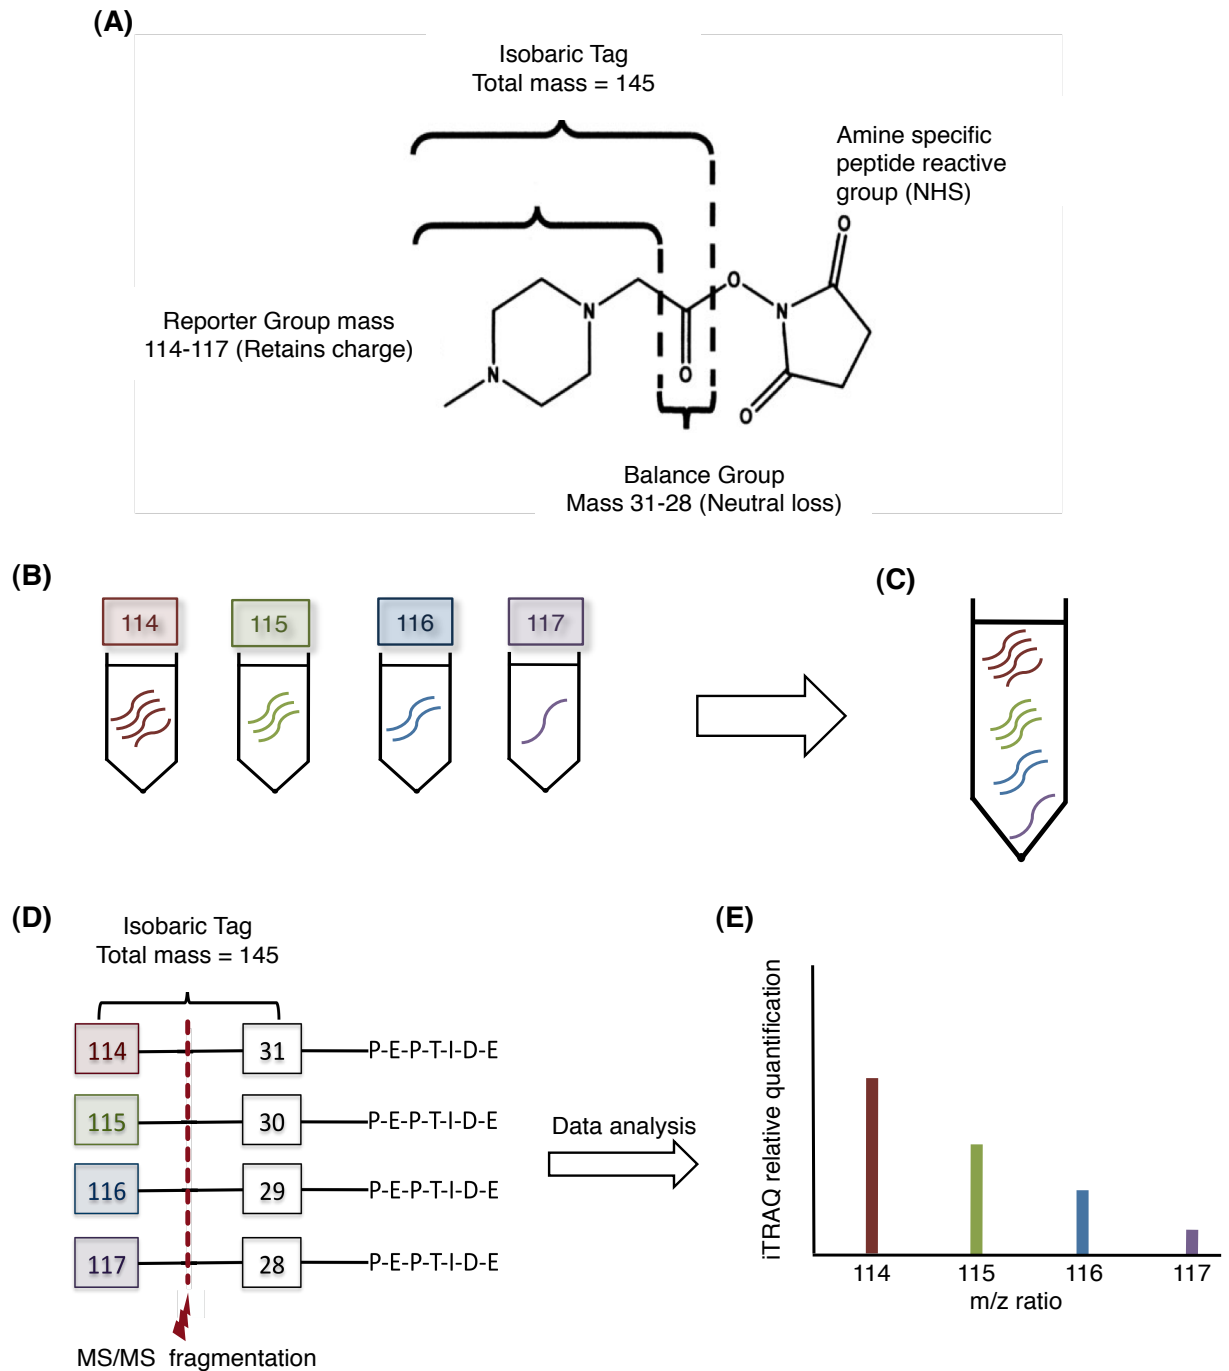 (A)
Isobaric Tag
Total mass = 145
Amine specific
peptide reactive
group (NHS)
O
O
N
N
N
O
O
Reporter Group mass
114-117 (Retains charge)
Balance Group
Mass 31-28 (Neutral loss)
(B)
114
115
116
117
(C)
(D)
Isobaric Tag
Total mass = 145
114 31 P-E-P-T-I-D-E
115 30 P-E-P-T-I-D-E
116 29 P-E-P-T-I-D-E
117 28 P-E-P-T-I-D-E
MS/MS fragmentation
Data analysis
(E)
iTRAQ relative quantification
114 115 116 117
m/z ratio